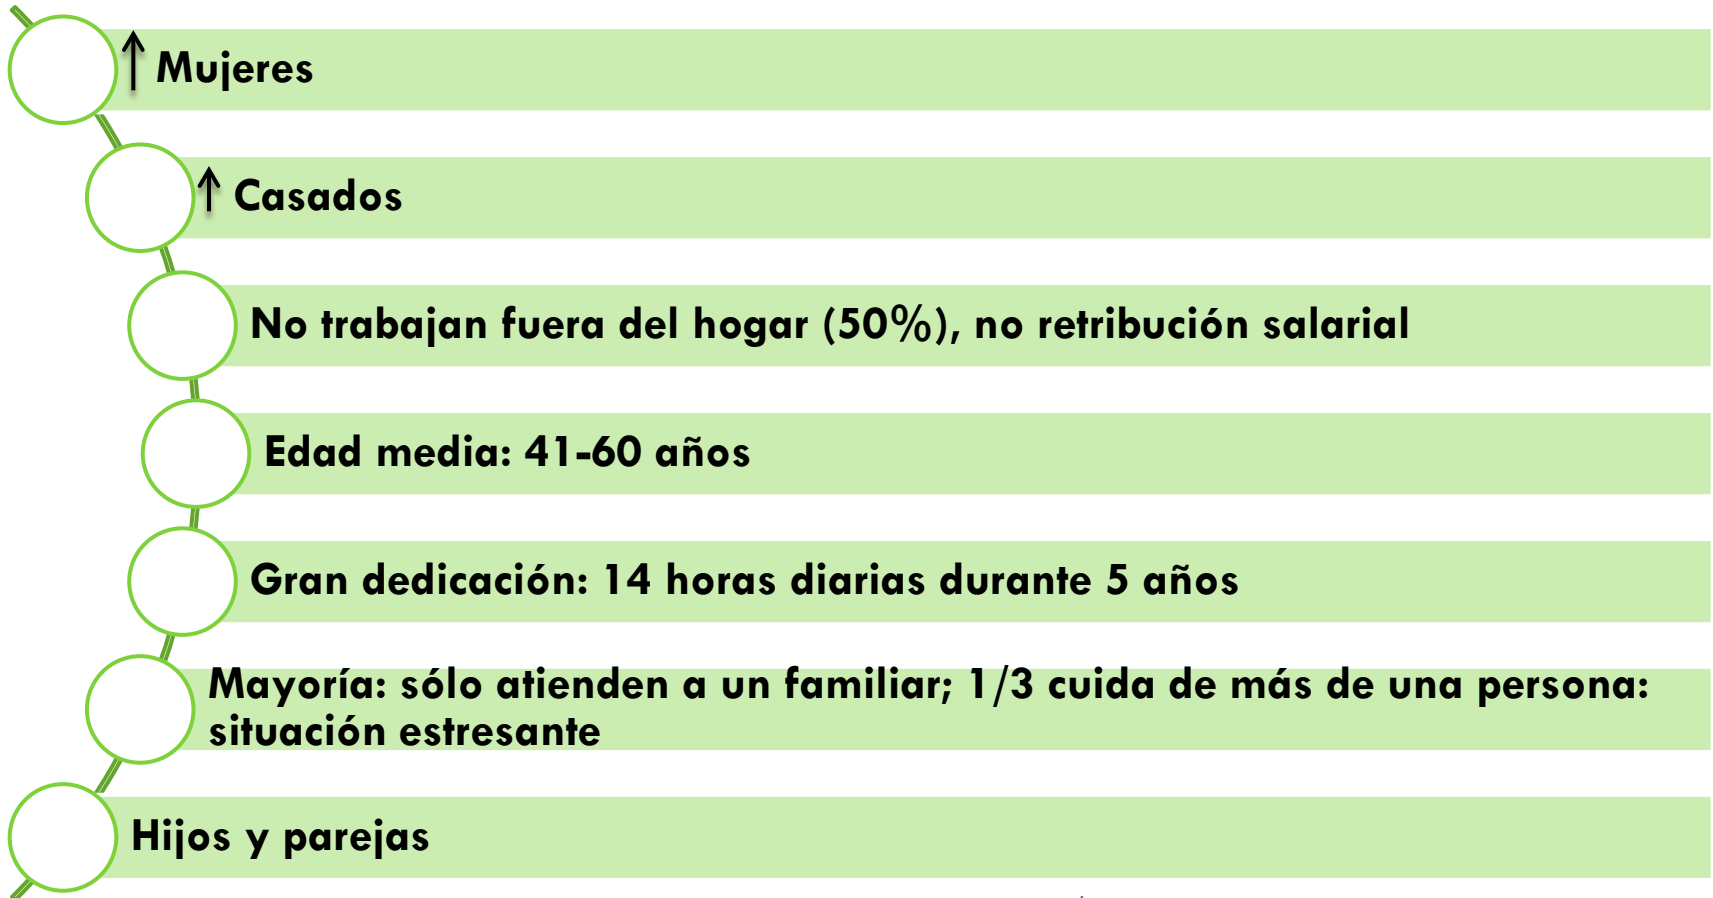 ↑ Mujeres
↑ Casados
No trabajan fuera del hogar (50%), no retribución salarial
Edad media: 41-60 años
Gran dedicación: 14 horas diarias durante 5 años
Mayoría: sólo atienden a un familiar; 1/3 cuida de más de una persona:
situación estresante
Hijos y parejas